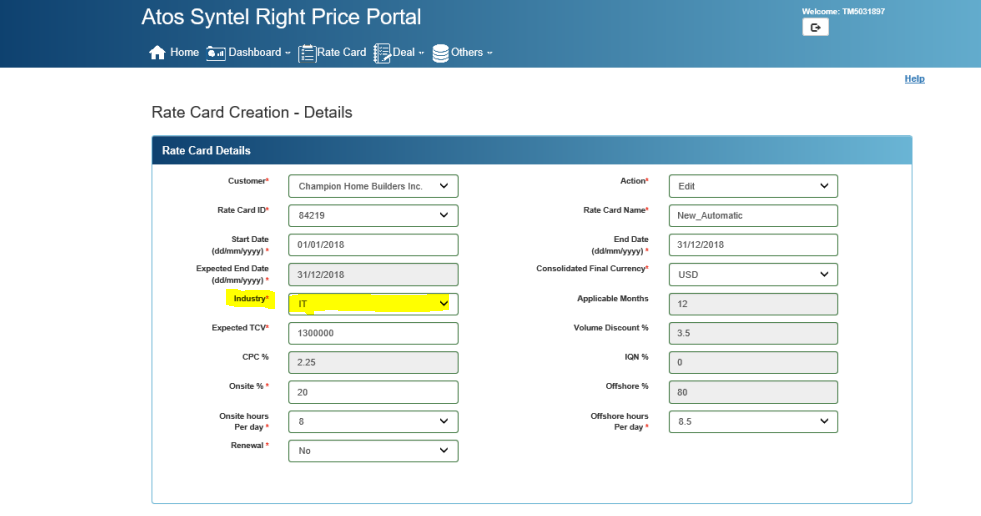 Atos Syntel Right Price Portal
Welcome: TM5031897
Home Dashboard Rate Card Deal Others
Help
Rate Card Creation - Details
Rate Card Details
Customer* Champion Home Builders Inc. Action* Edit
Rate Card ID* 84219 Rate Card Name* New_Automatic
Start Date
(dd/mm/yyyy) * 01/01/2018 End Date
(dd/mm/yyyy) * 31/12/2018
Expected End Date
(dd/mm/yyyy) * 31/12/2018 Consolidated Final Currency* USD
Industry* IT Applicable Months 12
Expected TCV* 1300000 Volume Discount % 3.5
CPC % 2.25 IQN % 0
Onsite % * 20 Offshore % 80
Onsite hours
Per day * 8 Offshore hours
Per day * 8.5
Renewal * No